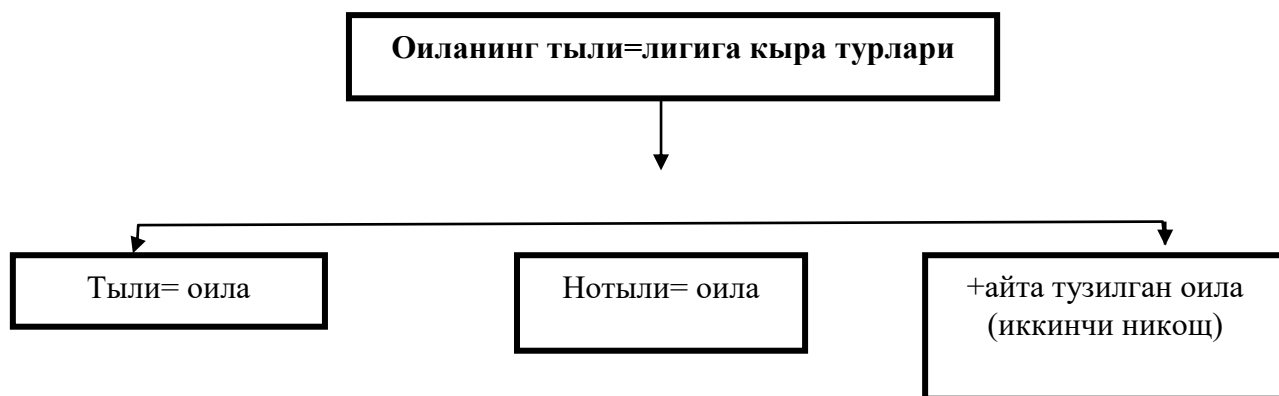 Оиланинг тыли=лигига кыра турлари
Тыли= оила
Нотыли= оила
+айта тузилган оила
(иккинчи никощ)